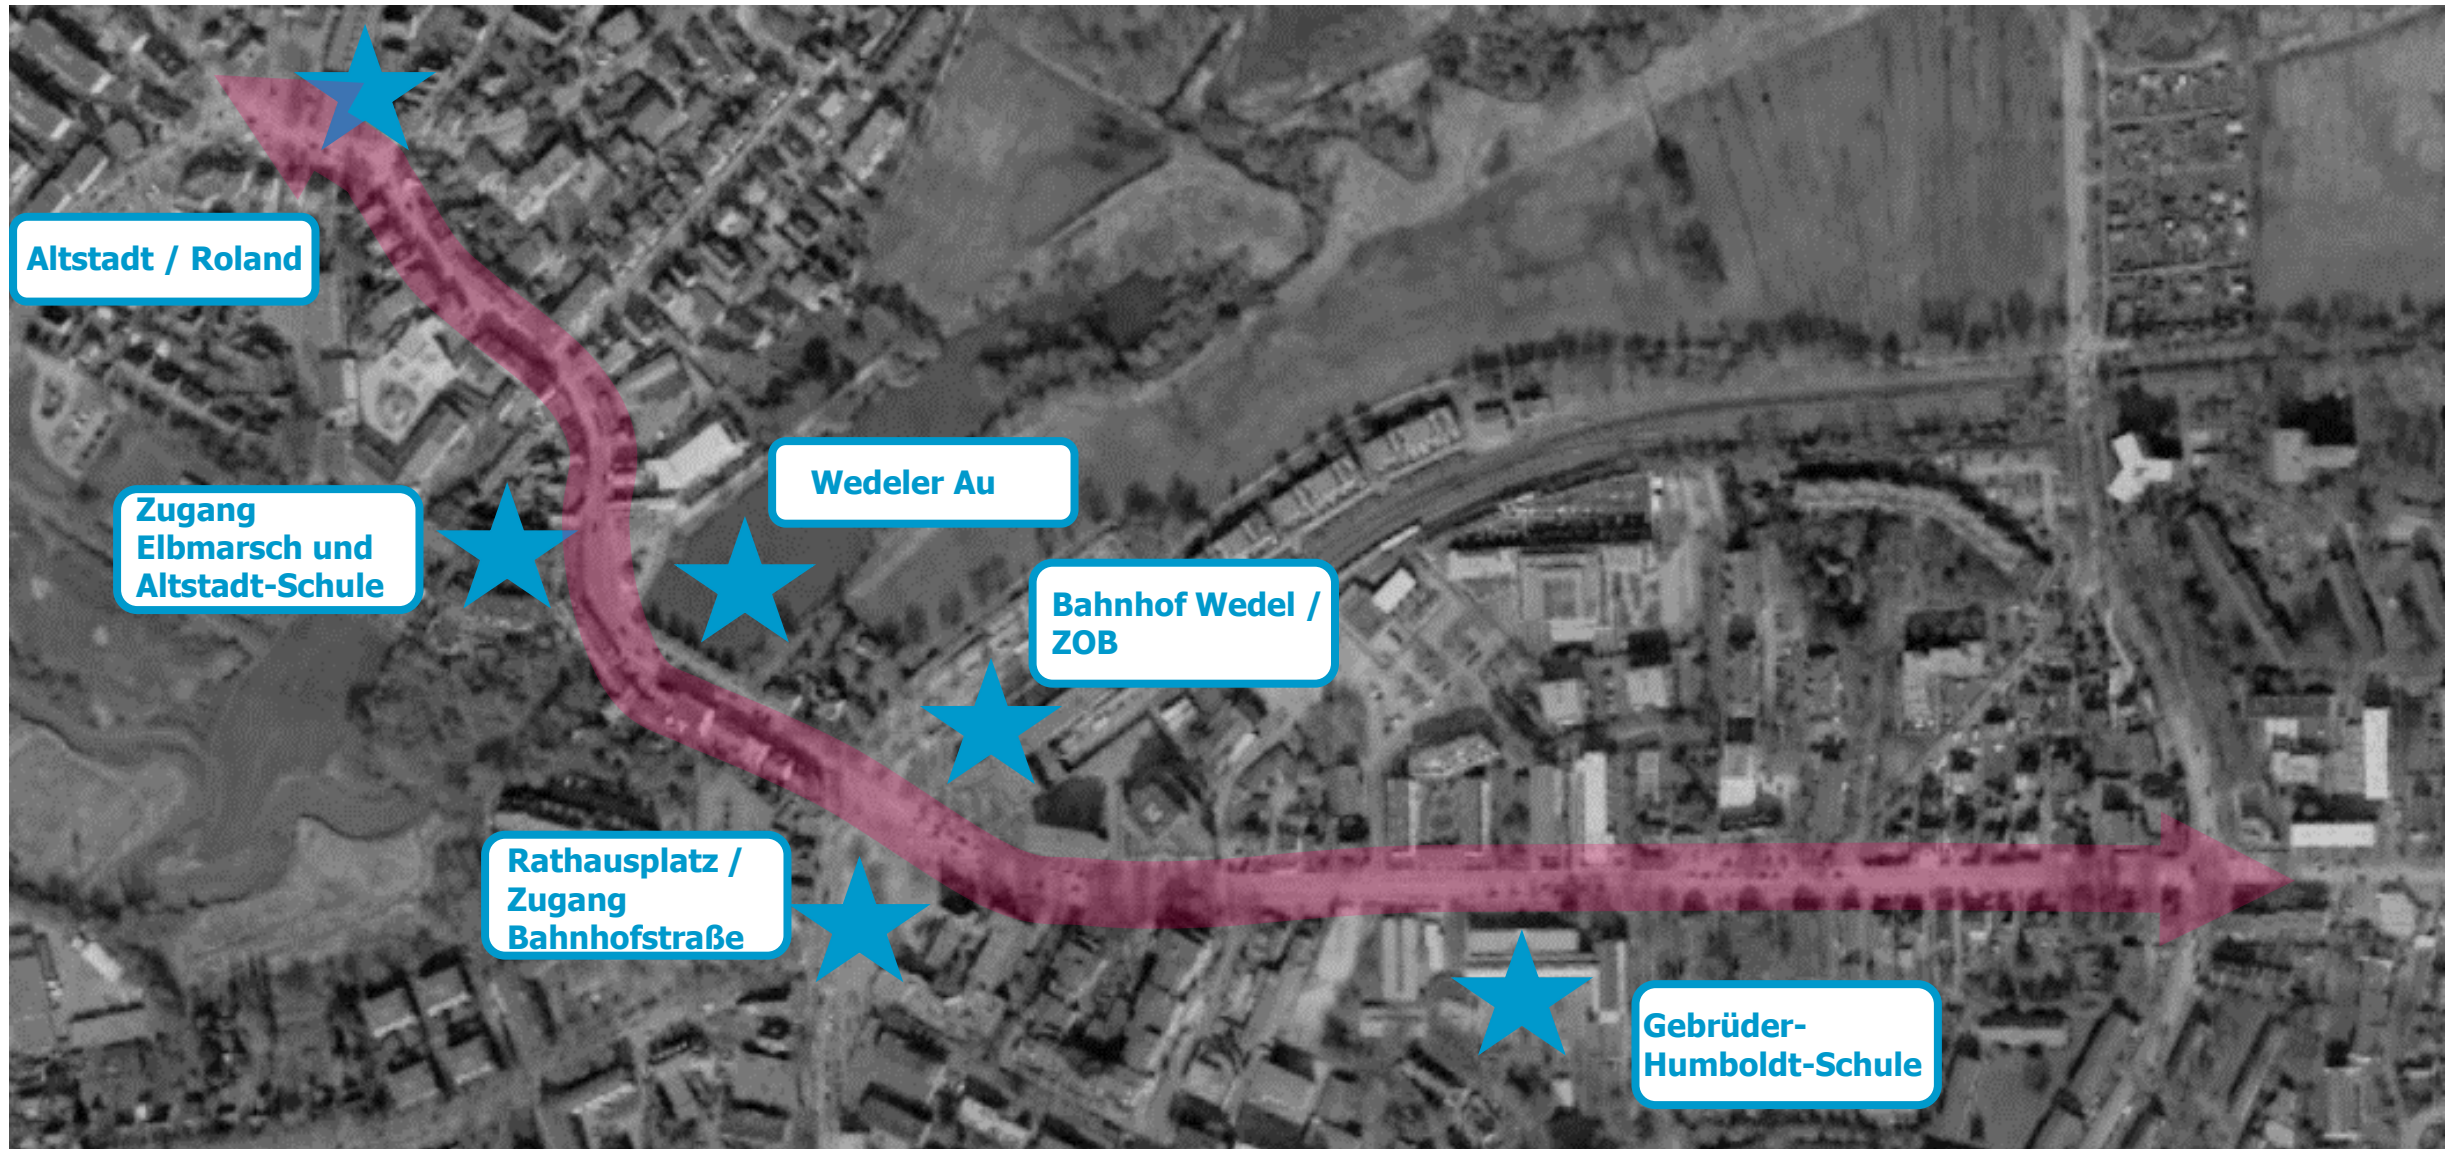 Altstadt / Roland
Zugang
Elbmarsch und
Altstadt-Schule
Wedeler Au
Bahnhof Wedel /
ZOB
Rathausplatz /
Zugang
Bahnhofstraße
Gebrüder-
Humboldt-Schule